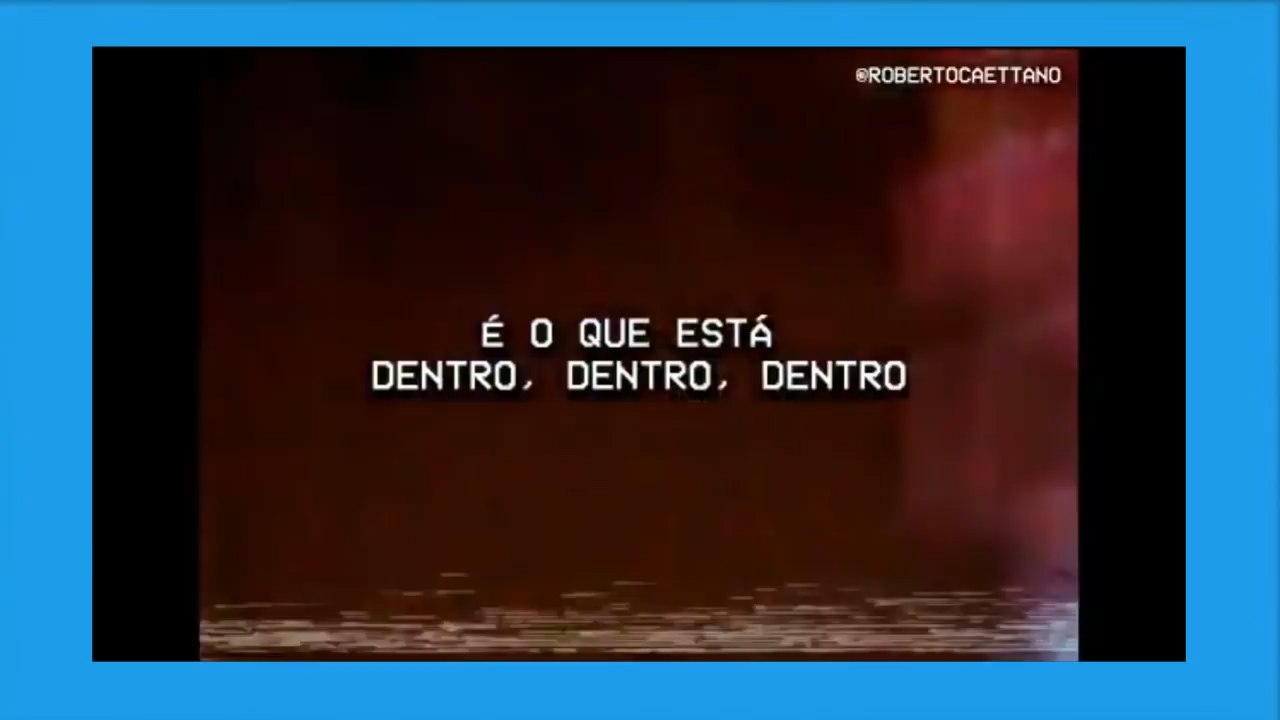 @ROBERTOCAETTANO
É O QUE ESTÁ
DENTRO, DENTRO, DENTRO